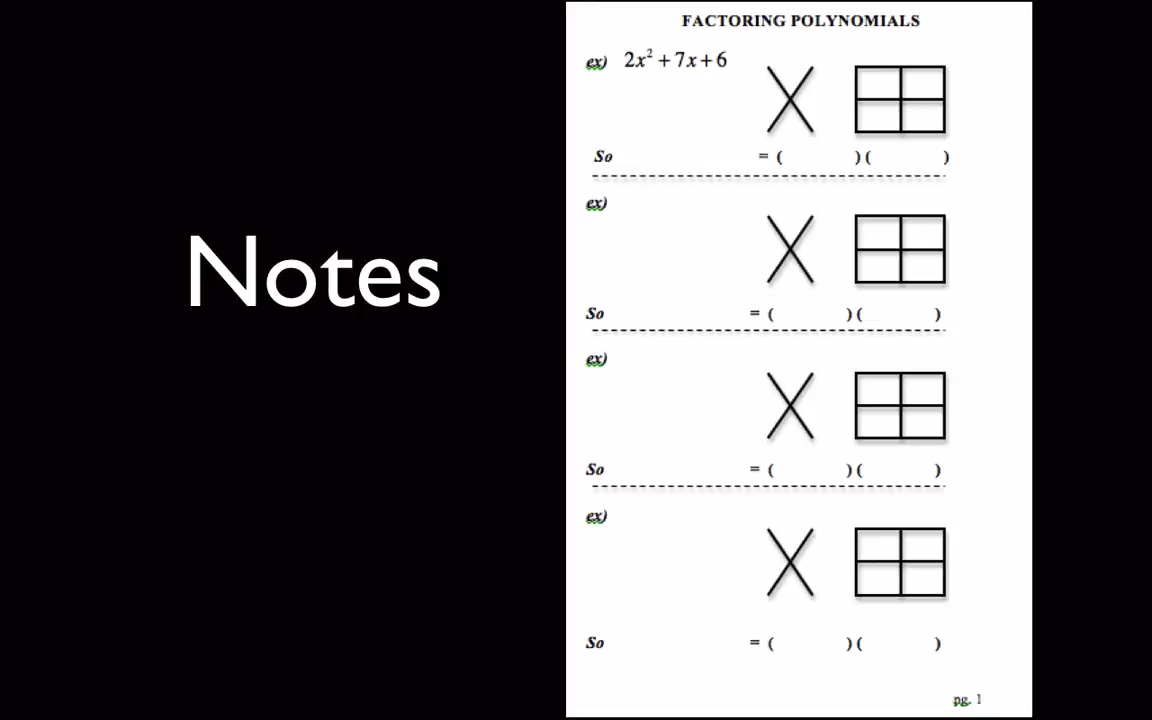 Notes
FACTORING POLYNOMIALS
ex) 2x² + 7x + 6
So = ( ) ( )
ex)
So = ( ) ( )
ex)
So = ( ) ( )
ex)
So = ( ) ( )
pg. 1